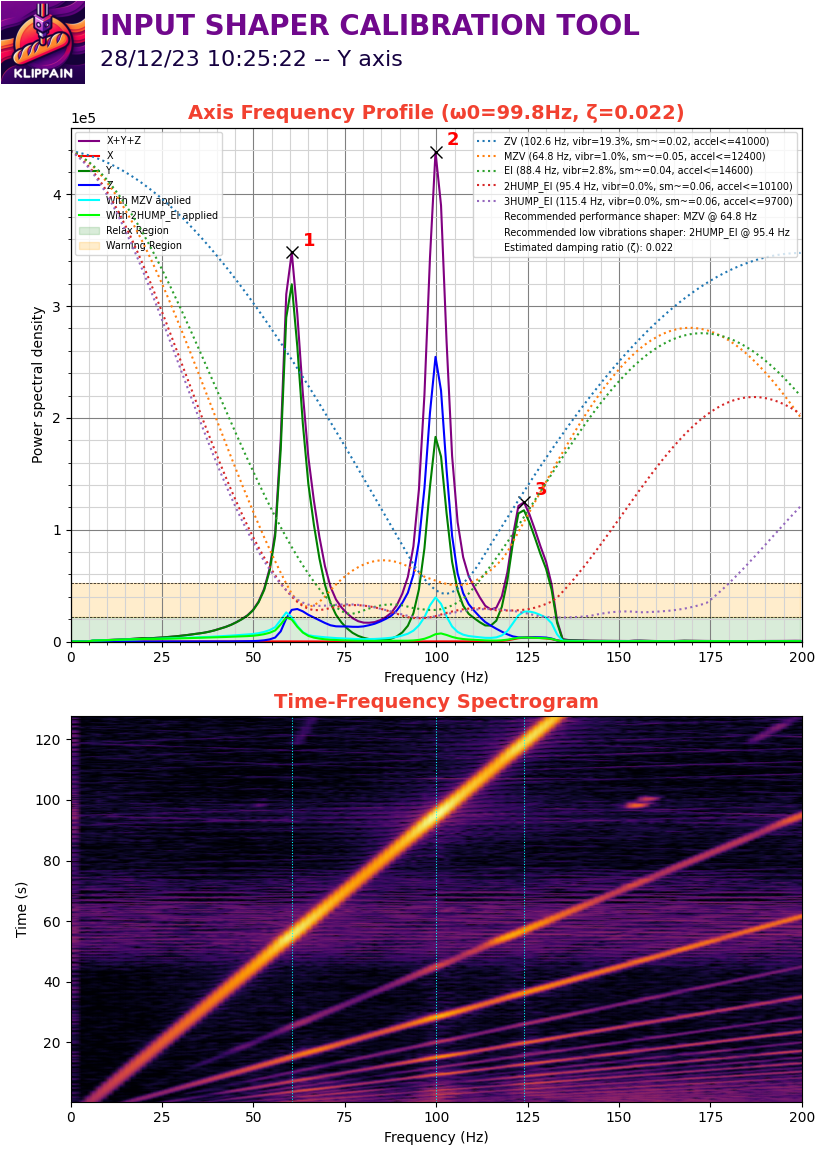 KLIPPAIN
INPUT SHAPER CALIBRATION TOOL
28/12/23 10:25:22 -- Y axis
Axis Frequency Profile (ω0=99.8Hz, ζ=0.022)
1e5
X+Y+Z
X
Y
Z
With MZV applied
With 2HUMP_EI applied
Relax Region
Warning Region
ZV (102.6 Hz, vibr=19.3%, sm~=0.02, accel<=41000)
MZV (64.8 Hz, vibr=1.0%, sm~=0.05, accel<=12400)
EI (88.4 Hz, vibr=2.8%, sm~=0.04, accel<=14600)
2HUMP_EI (95.4 Hz, vibr=0.0%, sm~=0.06, accel<=10100)
3HUMP_EI (115.4 Hz, vibr=0.0%, sm~=0.06, accel<=9700)
Recommended performance shaper: MZV @ 64.8 Hz
Recommended low vibrations shaper: 2HUMP_EI @ 95.4 Hz
Estimated damping ratio (ζ): 0.022
1
2
3
Power spectral density
4
3
2
1
0
0 25 50 75 100 125 150 175 200
Frequency (Hz)
Time-Frequency Spectrogram
Time (s)
120
100
80
60
40
20
0 25 50 75 100 125 150 175 200
Frequency (Hz)